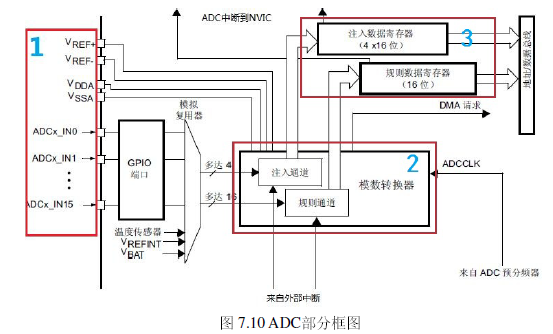 1
ADC中断到NVIC
注入数据寄存器
(4 x16 位)
3
规则数据寄存器
(16 位)
地址/数据总线
DMA 请求
VREF+
VREF-
VDDA
VSSA
模拟
复用器
ADCx_IN0
ADCx_IN1
ADCx_IN15
GPIO
端口
多达 4
多达 16
注入通道
规则通道
2
模数转换器
ADCCLK
温度传感器
VREFINT
VBAT
来自 ADC 预分频器
来自外部中断
图 7.10 ADC部分框图